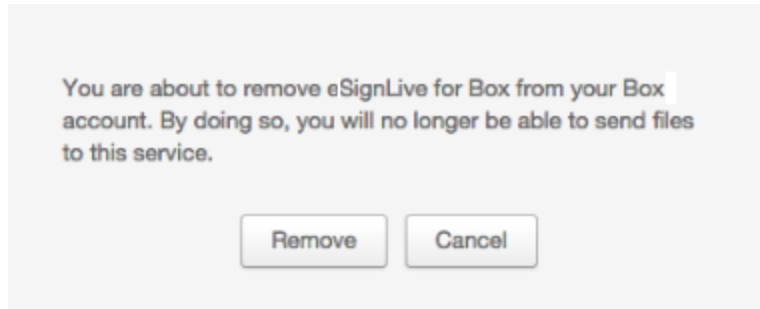 You are about to remove eSignLive for Box from your Box
account. By doing so, you will no longer be able to send files
to this service.
Remove Cancel